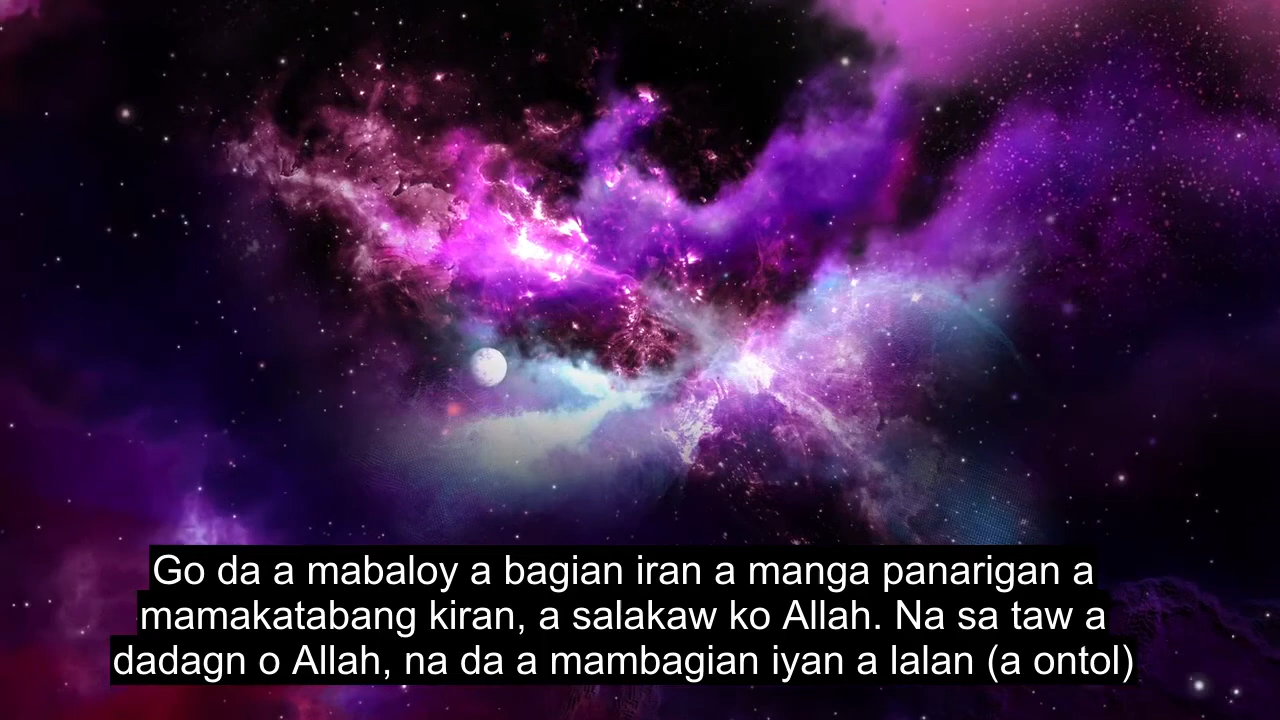 Go da a mabaloy a bagian iran a manga panarigan a
mamakatabang kiran, a salakaw ko Allah. Na sa taw a
dadagn o Allah, na da a mambagian iyan a lalan (a ontol)